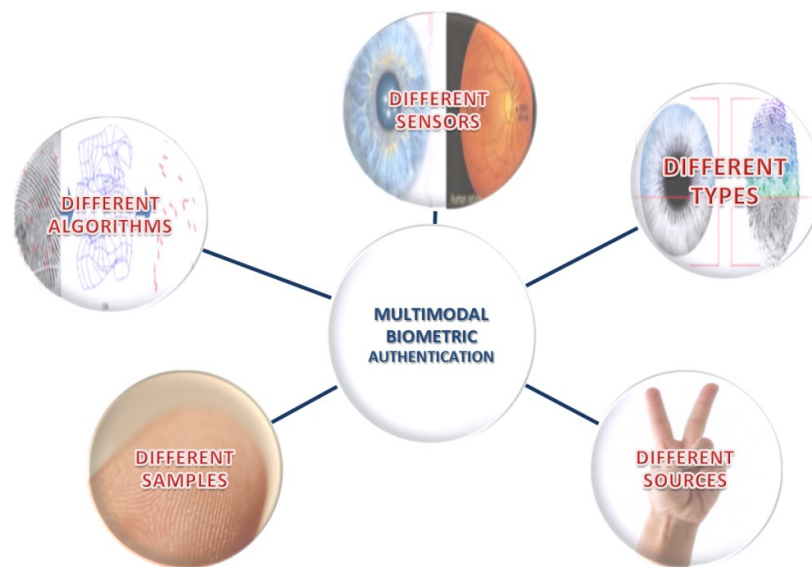 DIFFERENT
SENSORS
DIFFERENT
ALGORITHMS
DIFFERENT
TYPES
MULTIMODAL
BIOMETRIC
AUTHENTICATION
DIFFERENT
SAMPLES
DIFFERENT
SOURCES